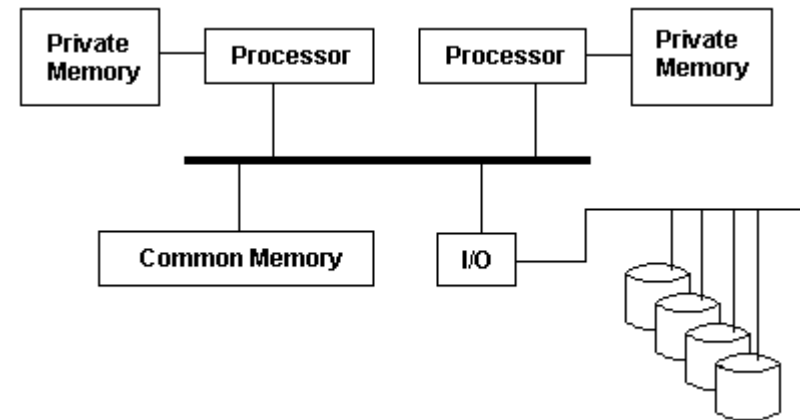 Private
Memory
Processor
Processor
Private
Memory
Common Memory
I/O